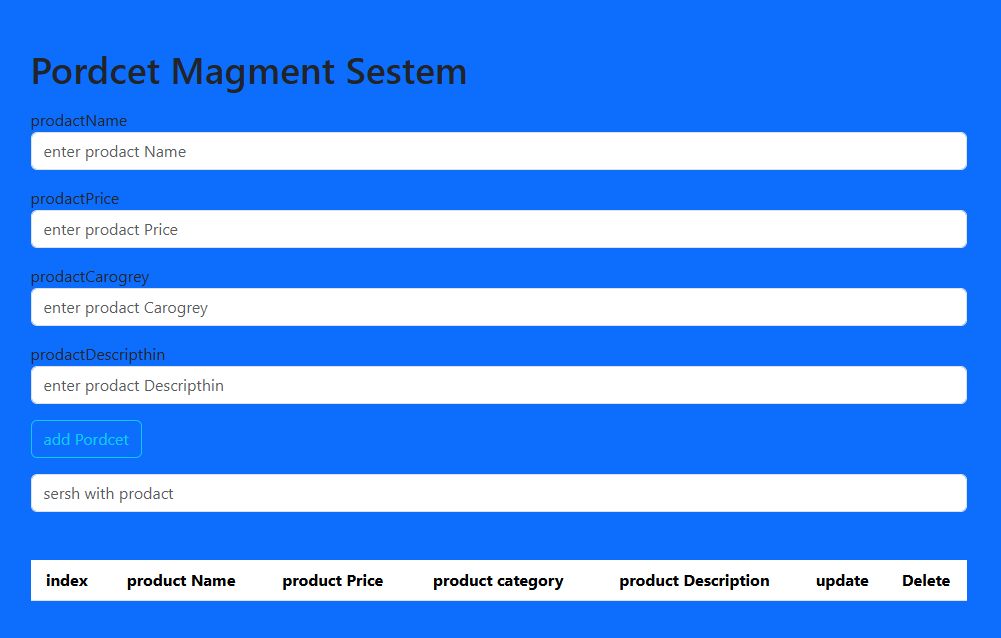 Pordcet Magment Sestem
prodactName
enter prodact Name
prodactPrice
enter prodact Price
prodactCarogrey
enter prodact Carogrey
prodactDescripthin
enter prodact Descripthin
add Pordcet
sersh with prodact
index product Name product Price product category product Description update Delete